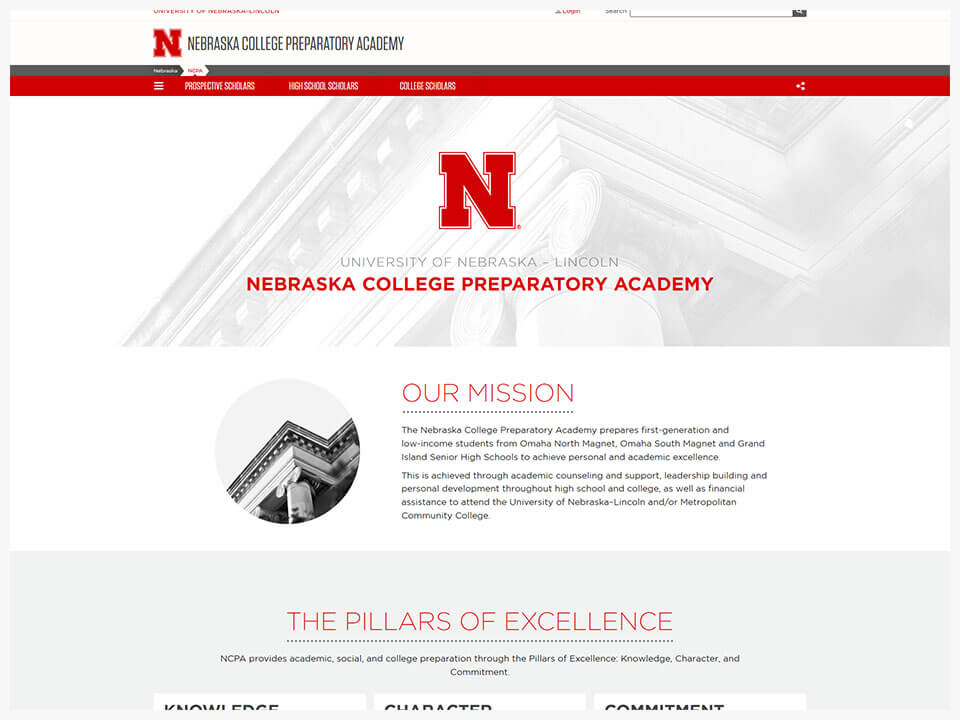 UNIVERSITY OF NEBRASKA–LINCOLN
Login
Search
N NEBRASKA COLLEGE PREPARATORY ACADEMY
Nebraska NCPA
PROSPECTIVE SCHOLARS HIGH SCHOOL SCHOLARS COLLEGE SCHOLARS
N®
UNIVERSITY OF NEBRASKA – LINCOLN
NEBRASKA COLLEGE PREPARATORY ACADEMY
OUR MISSION
The Nebraska College Preparatory Academy prepares first-generation and
low-income students from Omaha North Magnet, Omaha South Magnet and Grand
Island Senior High Schools to achieve personal and academic excellence.
This is achieved through academic counseling and support, leadership building and
personal development throughout high school and college, as well as financial
assistance to attend the University of Nebraska–Lincoln and/or Metropolitan
Community College.
THE PILLARS OF EXCELLENCE
NCPA provides academic, social, and college preparation through the Pillars of Excellence: Knowledge, Character, and
Commitment.
KNOWLEDGE CHARACTER COMMITMENT